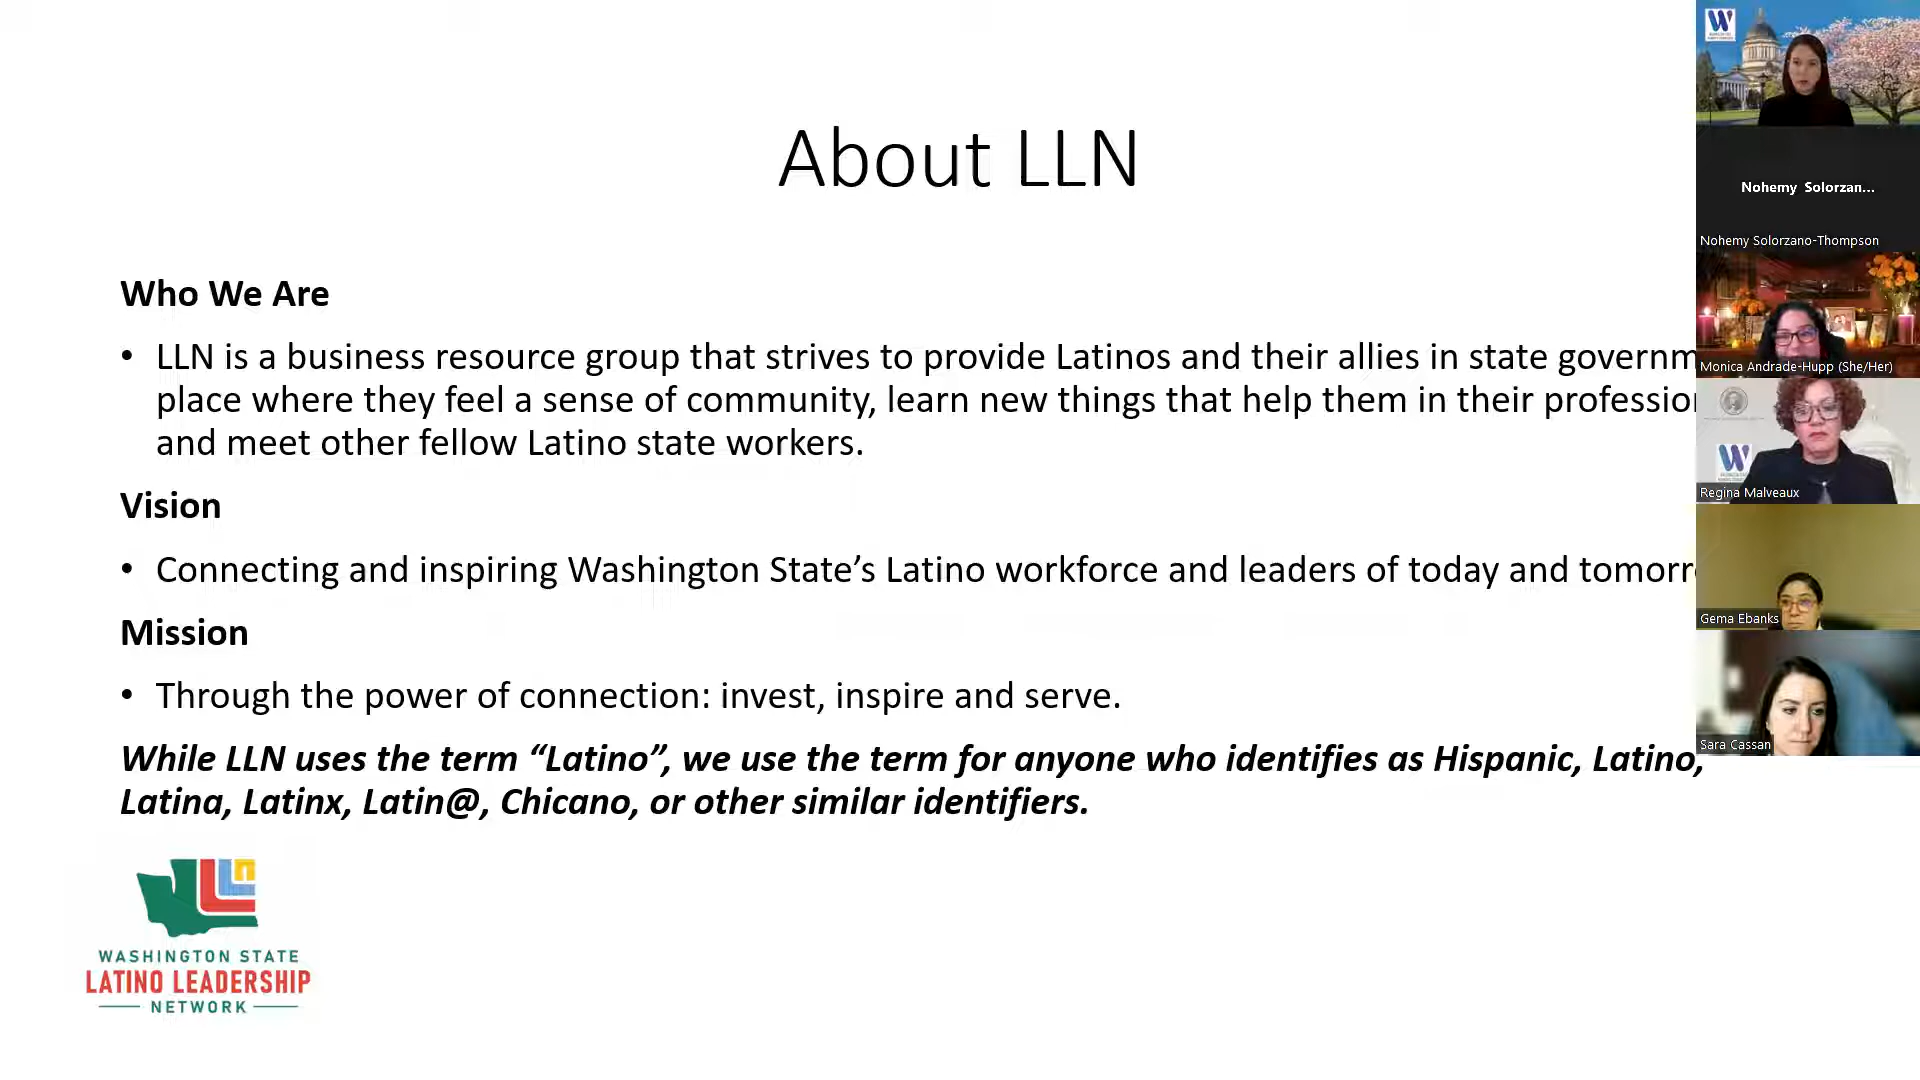 About LLN
Who We Are
• LLN is a business resource group that strives to provide Latinos and their allies in state governm
place where they feel a sense of community, learn new things that help them in their profession
and meet other fellow Latino state workers.
Vision
• Connecting and inspiring Washington State’s Latino workforce and leaders of today and tomorr
Mission
• Through the power of connection: invest, inspire and serve.
While LLN uses the term “Latino”, we use the term for anyone who identifies as Hispanic, Latino,
Latina, Latinx, Latin@, Chicano, or other similar identifiers.
WASHINGTON STATE
LATINO LEADERSHIP
NETWORK
W
Nohemy Solorzan...
Nohemy Solorzano-Thompson
Monica Andrade-Hupp (She/Her)
W
Regina Malveaux
Gema Ebanks
Sara Cassan